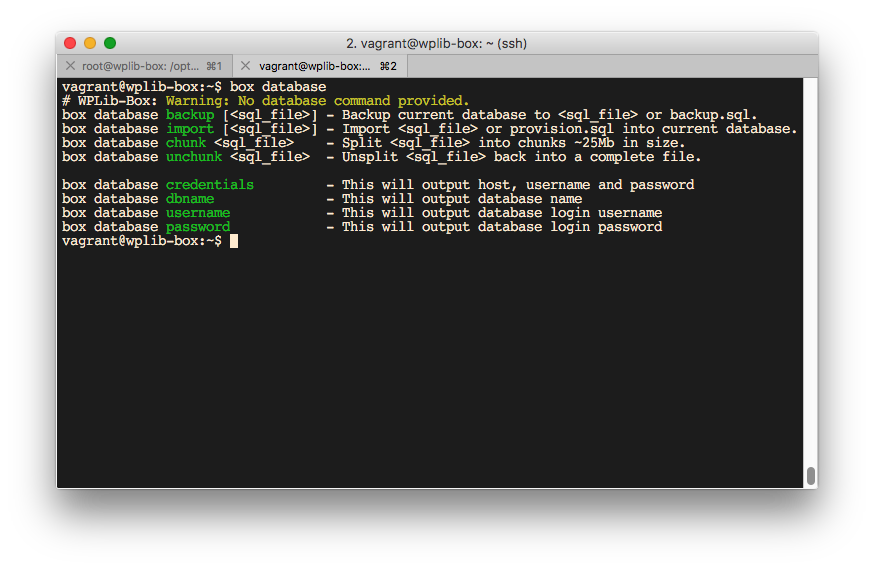 2. vagrant@wplib-box: ~ (ssh)
root@wplib-box: /opt... ⌘1 vagrant@wplib-box:... ⌘2
vagrant@wplib-box:~$ box database
# WPLib-Box: Warning: No database command provided.
box database backup [<sql_file>] – Backup current database to <sql_file> or backup.sql.
box database import [<sql_file>] – Import <sql_file> or provision.sql into current database.
box database chunk <sql_file>    – Split <sql_file> into chunks ~25Mb in size.
box database unchunk <sql_file>  – Unsplit <sql_file> back into a complete file.

box database credentials         – This will output host, username and password
box database dbname              – This will output database name
box database username            – This will output database login username
box database password            – This will output database login password
vagrant@wplib-box:~$